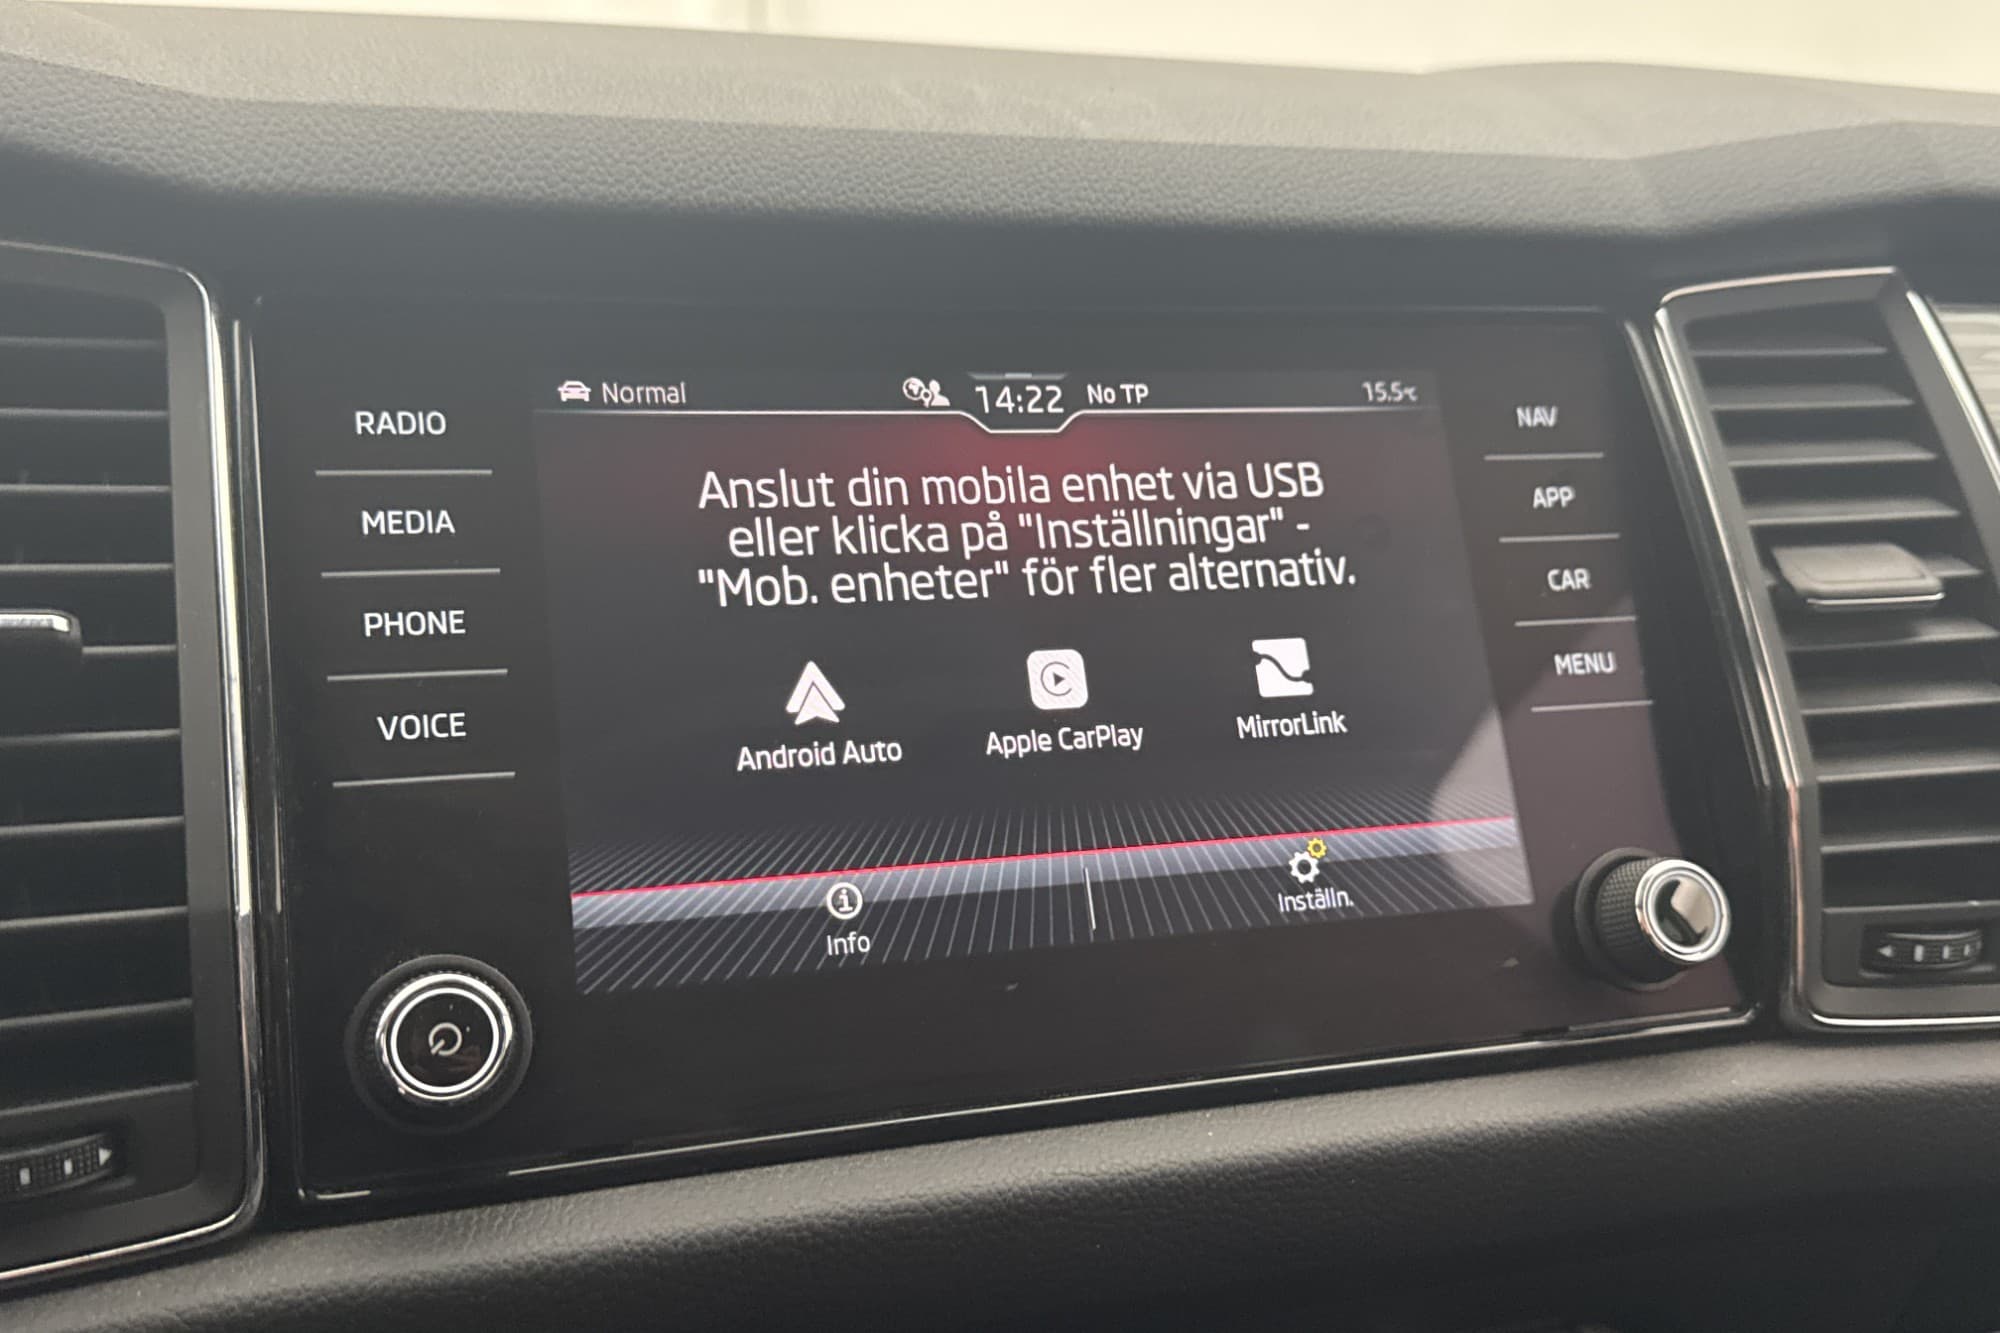 Normal
14:22
No TP
15.5°C
RADIO
MEDIA
PHONE
VOICE
Anslut din mobila enhet via USB
eller klicka på "Inställningar" -
"Mob. enheter" för fler alternativ.
Android Auto
Apple CarPlay
MirrorLink
Info
Inställn.
NAV
APP
CAR
MENU